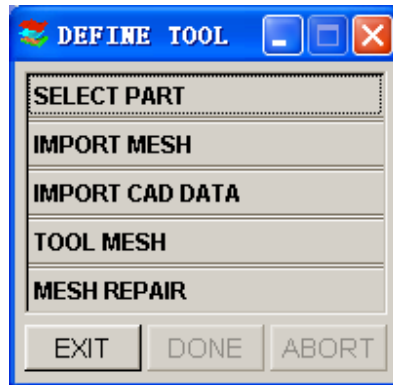 DEFINE TOOL
SELECT PART
IMPORT MESH
IMPORT CAD DATA
TOOL MESH
MESH REPAIR
EXIT DONE ABORT